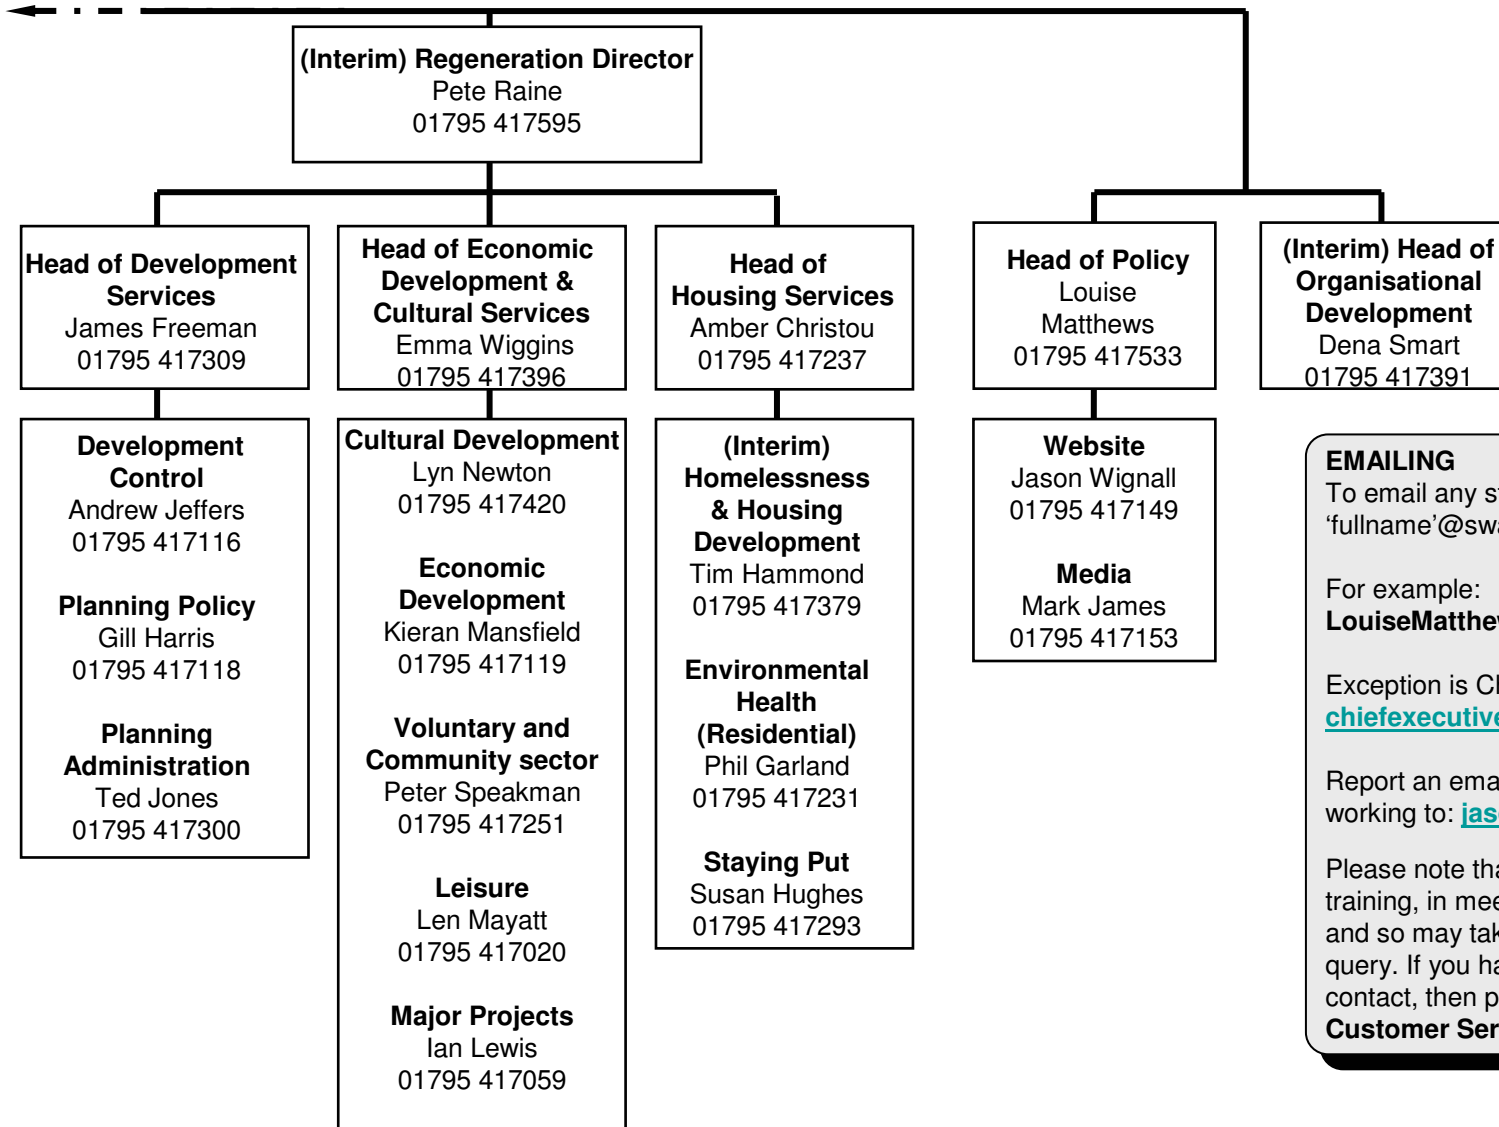 (Interim) Regeneration Director
Pete Raine
01795 417595
Head of Development
Services
James Freeman
01795 417309
Head of Economic
Development &
Cultural Services
Emma Wiggins
01795 417396
Head of
Housing Services
Amber Christou
01795 417237
Head of Policy
Louise
Matthews
01795 417533
(Interim) Head of
Organisational
Development
Dena Smart
01795 417391
Development
Control
Andrew Jeffers
01795 417116
Planning Policy
Gill Harris
01795 417118
Planning
Administration
Ted Jones
01795 417300
Cultural Development
Lyn Newton
01795 417420
Economic
Development
Kieran Mansfield
01795 417119
Voluntary and
Community sector
Peter Speakman
01795 417251
Leisure
Len Mayatt
01795 417020
Major Projects
Ian Lewis
01795 417059
(Interim)
Homelessness
& Housing
Development
Tim Hammond
01795 417379
Environmental
Health
(Residential)
Phil Garland
01795 417231
Staying Put
Susan Hughes
01795 417293
Website
Jason Wignall
01795 417149
Media
Mark James
01795 417153
EMAILING
To email any
'fullname'@
For example:
Exception is
Report an
working to:
Please note
training, in
and so may
query. If you
contact, then
Customer